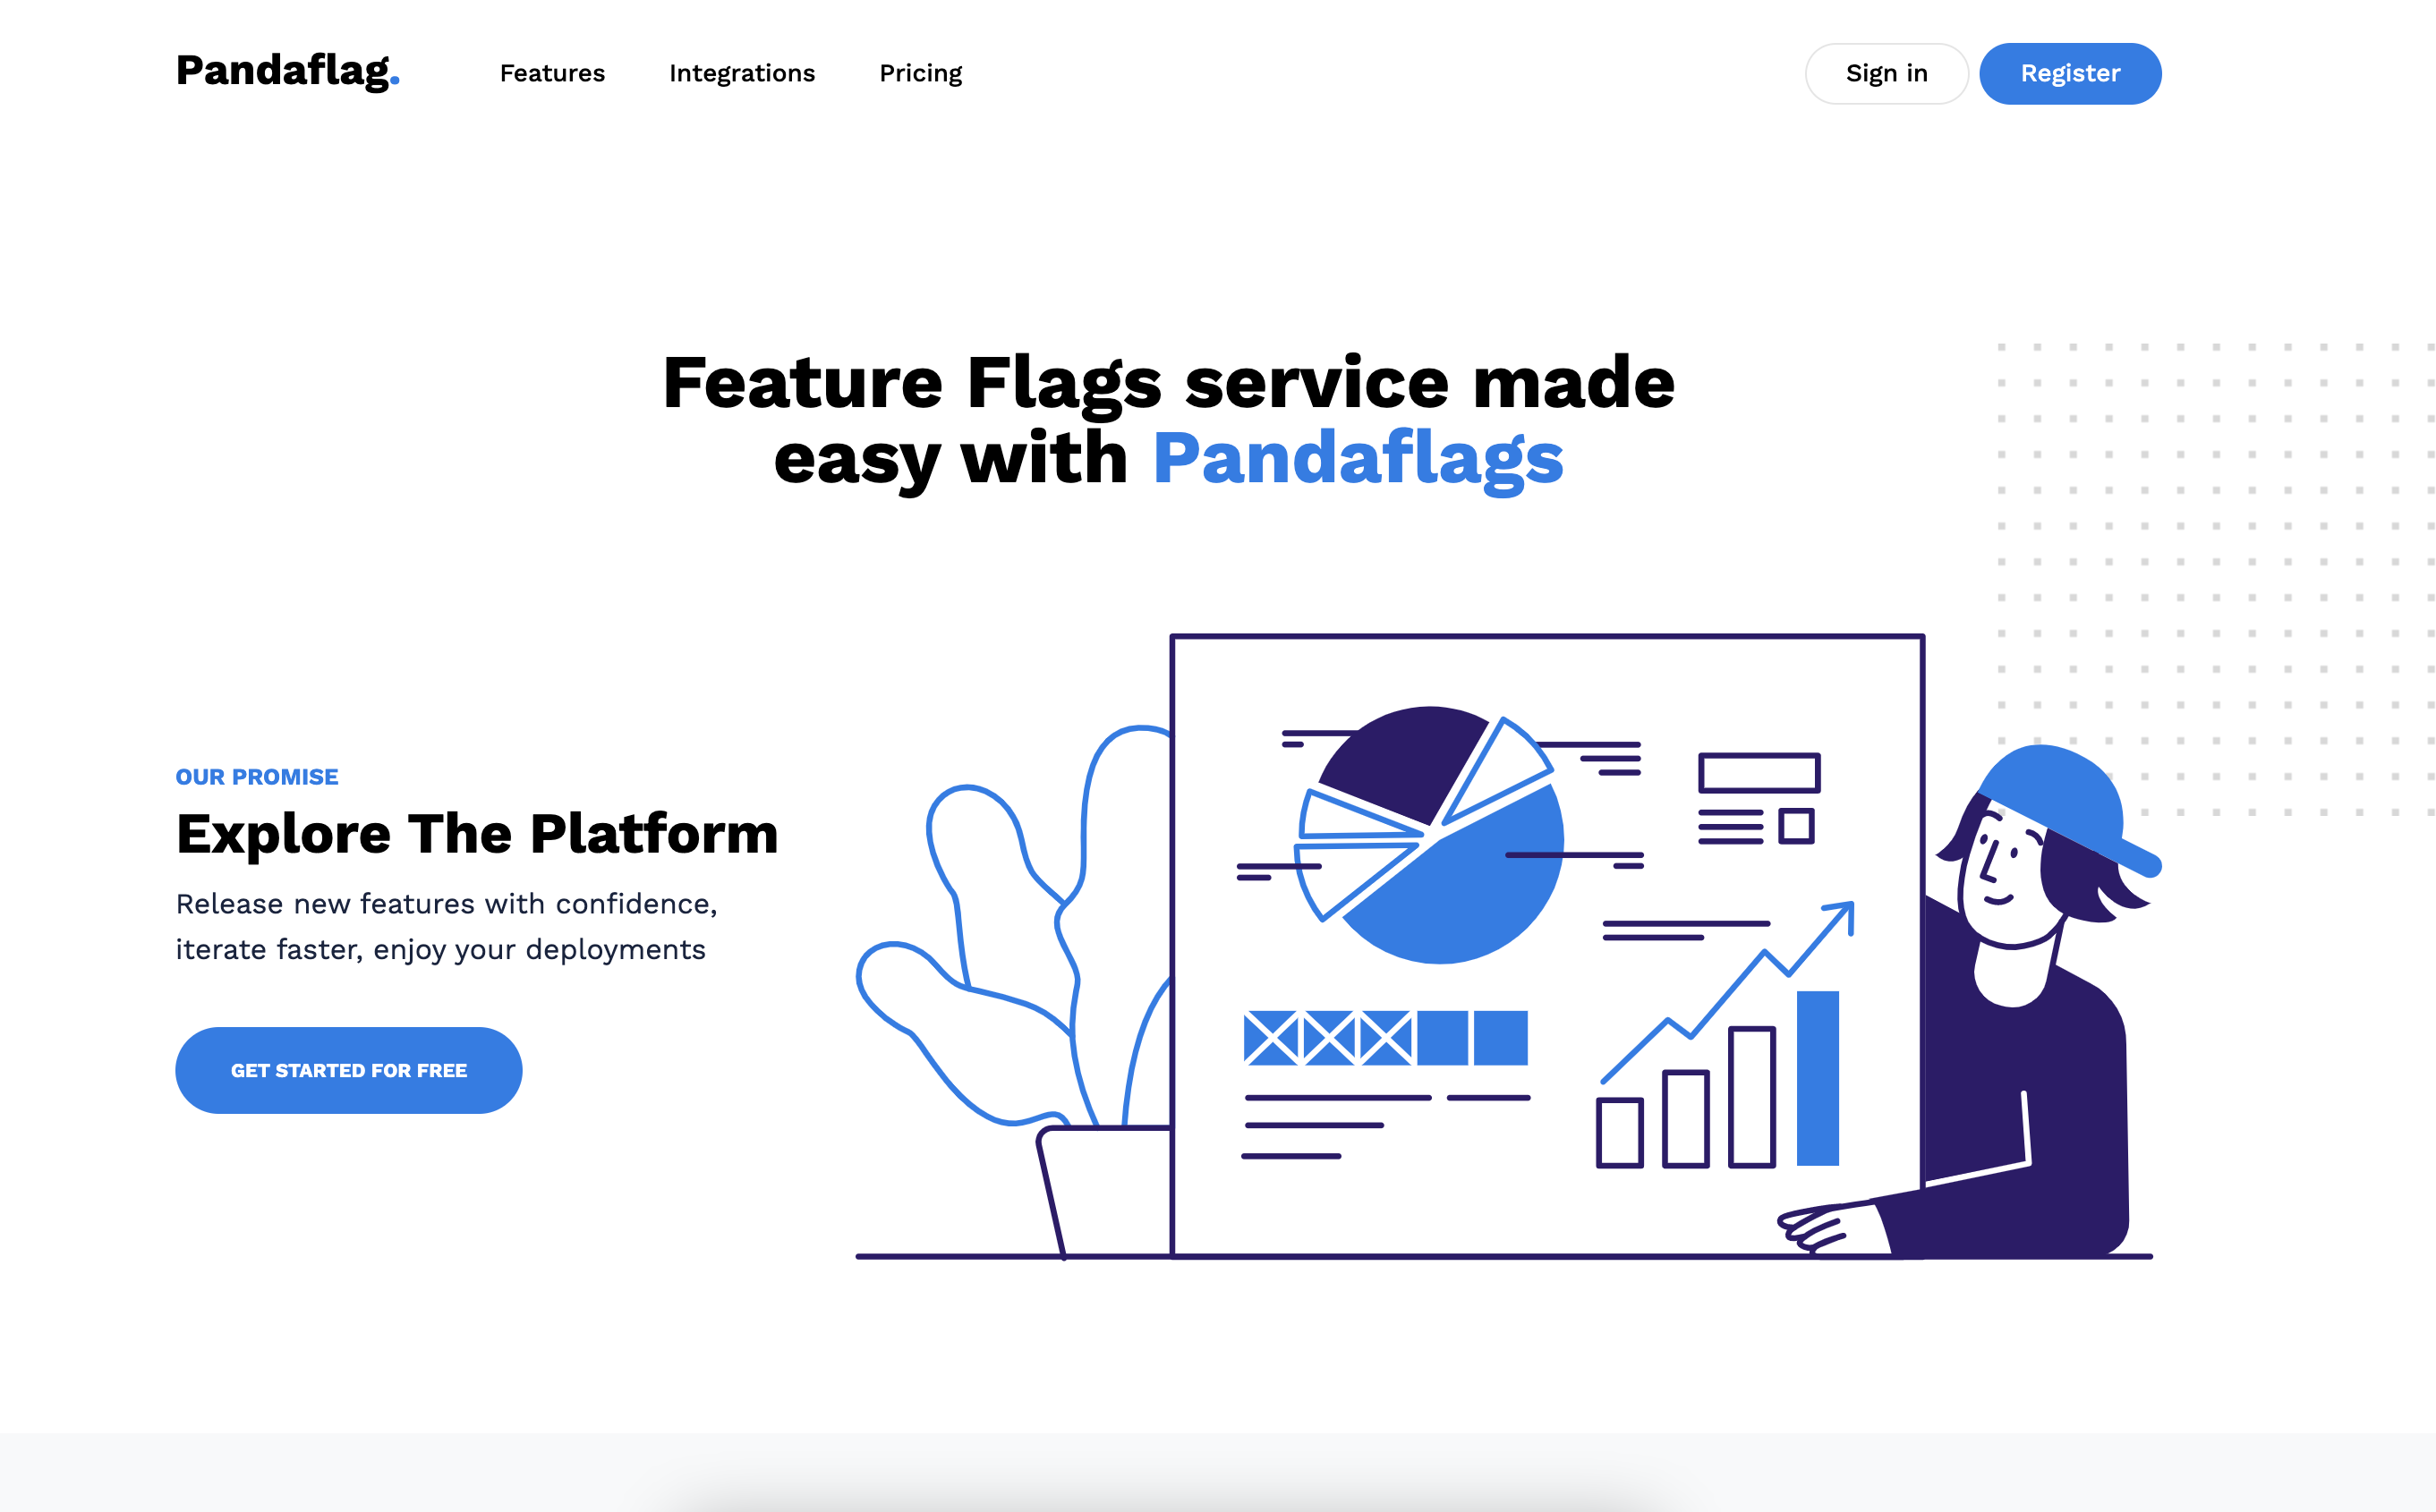 Pandaflag.
Features
Integrations
Pricing
Sign in
Register
Feature Flags service made
easy with Pandaflags
OUR PROMISE
Explore The Platform
Release new features with confidence,
iterate faster, enjoy your deployments
GET STARTED FOR FREE